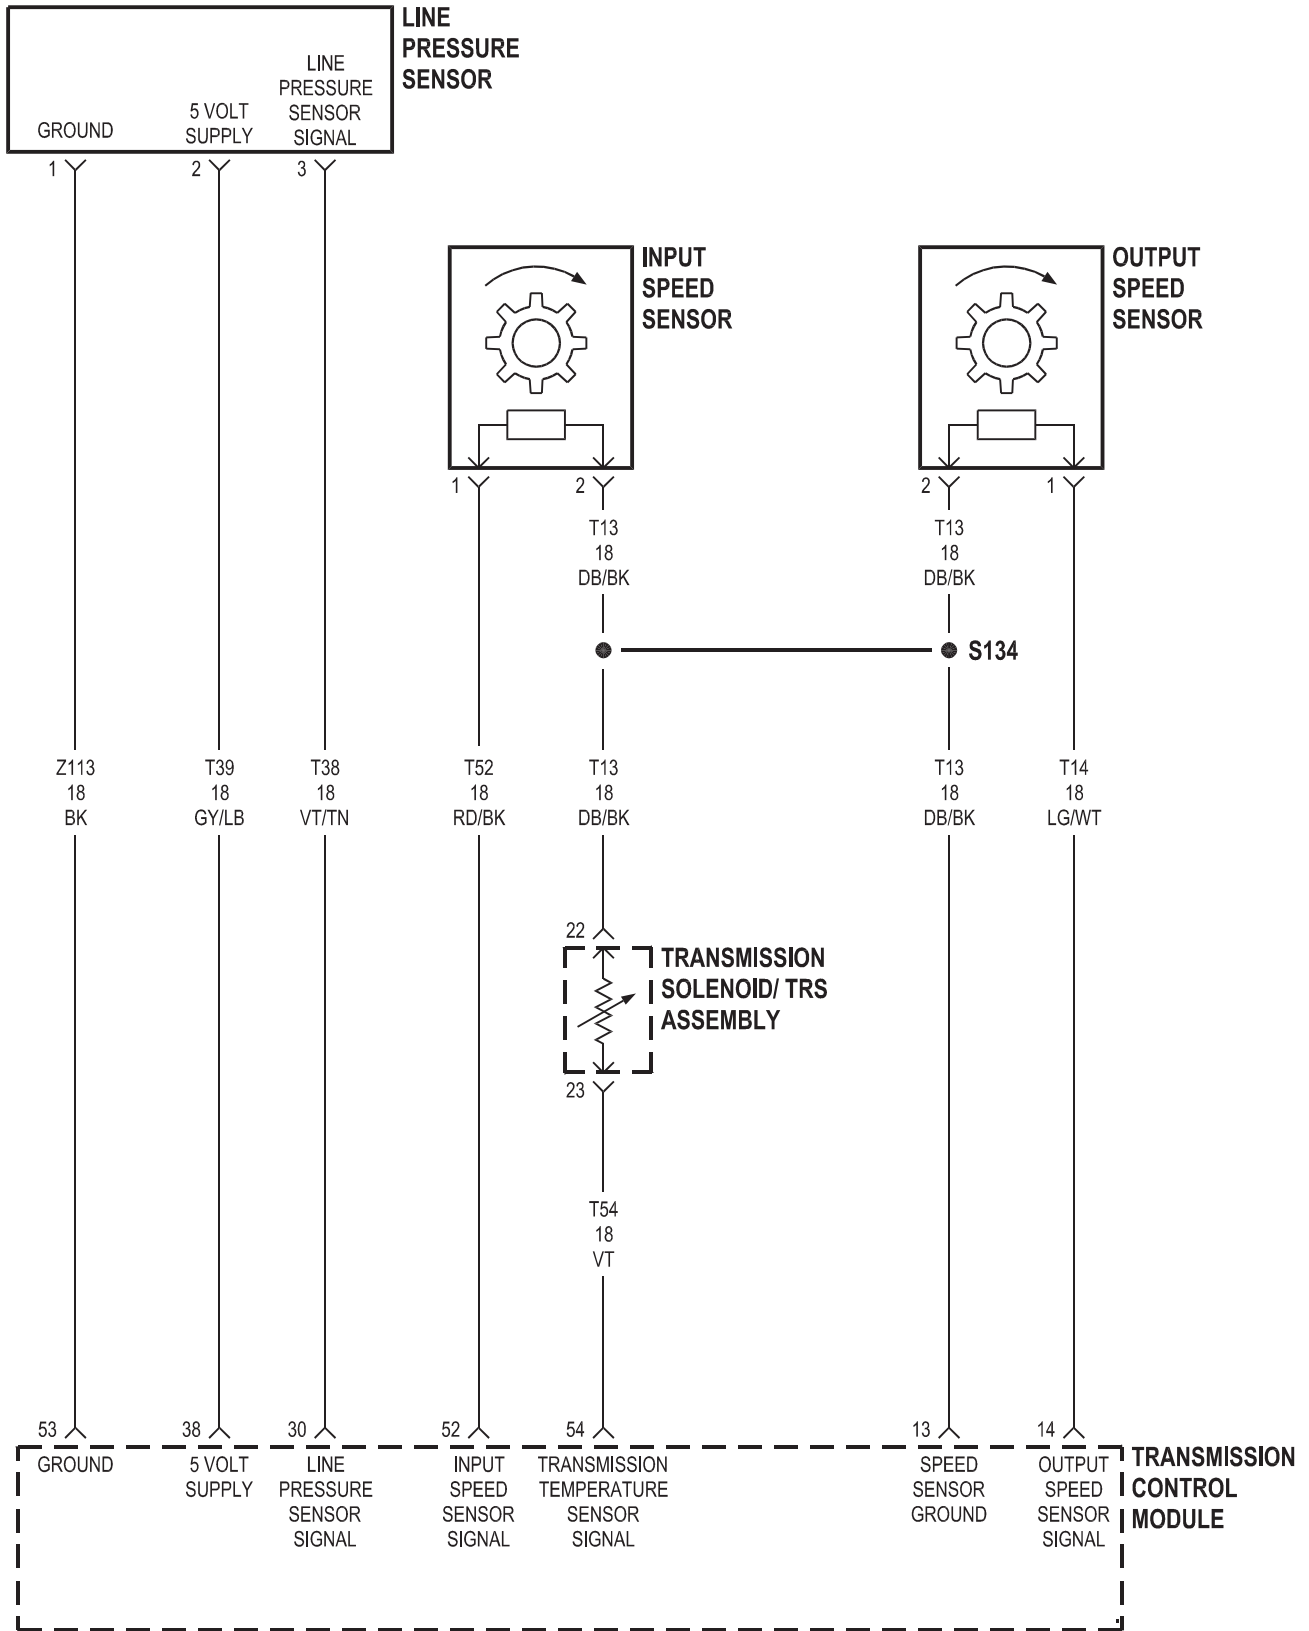 LINE
PRESSURE
SENSOR
GROUND
5 VOLT
SUPPLY
LINE
PRESSURE
SENSOR
SIGNAL
1
2
3
INPUT
SPEED
SENSOR
OUTPUT
SPEED
SENSOR
1
2
2
1
T13
18
DB/BK
T13
18
DB/BK
S134
Z113
18
BK
T39
18
GY/LB
T38
18
VT/TN
T52
18
RD/BK
T13
18
DB/BK
T13
18
DB/BK
T14
18
LG/WT
22
TRANSMISSION
SOLENOID/ TRS
ASSEMBLY
23
T54
18
VT
53
38
30
52
54
13
14
GROUND
5 VOLT
SUPPLY
LINE
PRESSURE
SENSOR
SIGNAL
INPUT
SPEED
SENSOR
SIGNAL
TRANSMISSION
TEMPERATURE
SENSOR
SIGNAL
SPEED
SENSOR
GROUND
OUTPUT
SPEED
SENSOR
SIGNAL
TRANSMISSION
CONTROL
MODULE